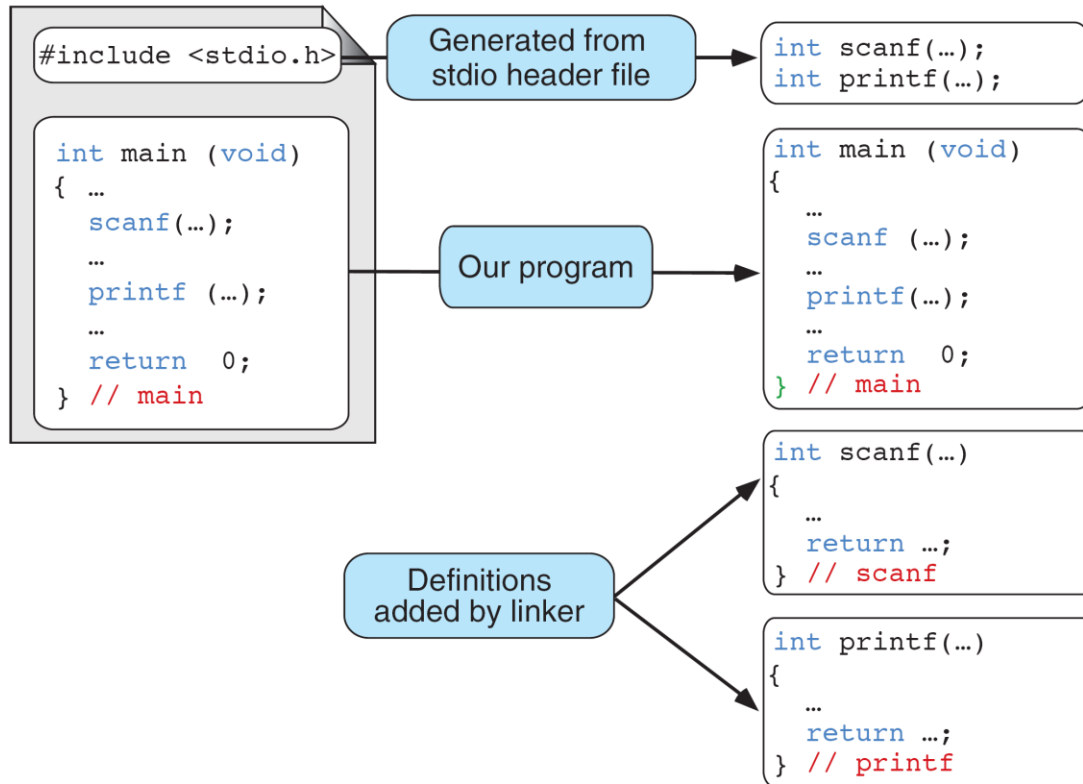 #include <stdio.h>
int main (void)
{ …
scanf(…);
…
printf (…);
…
return 0;
} // main
Generated from
stdio header file
Our program
Definitions
added by linker
int scanf(…);
int printf(…);
int main (void)
{
…
scanf (…);
…
printf(…);
…
return 0;
} // main
int scanf(…)
{
…
return …;
} // scanf
int printf(…)
{
…
return …;
} // printf